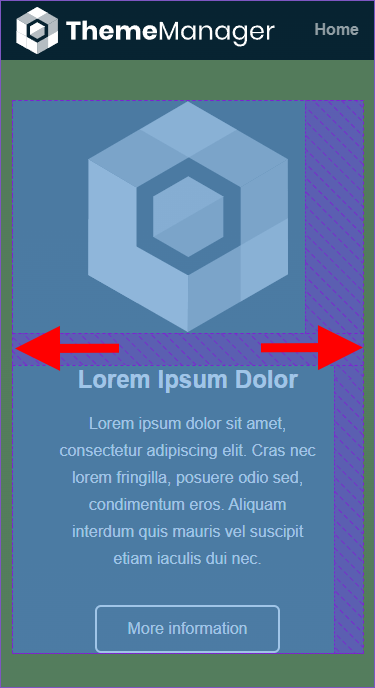 ThemeManager
Home
Lorem Ipsum Dolor
Lorem ipsum dolor sit amet,
consectetur adipiscing elit. Cras nec
lorem fringilla, posuere odio sed,
condimentum eros. Aliquam
interdum quis mauris vel suscipit
etiam iaculis dui nec.
More information